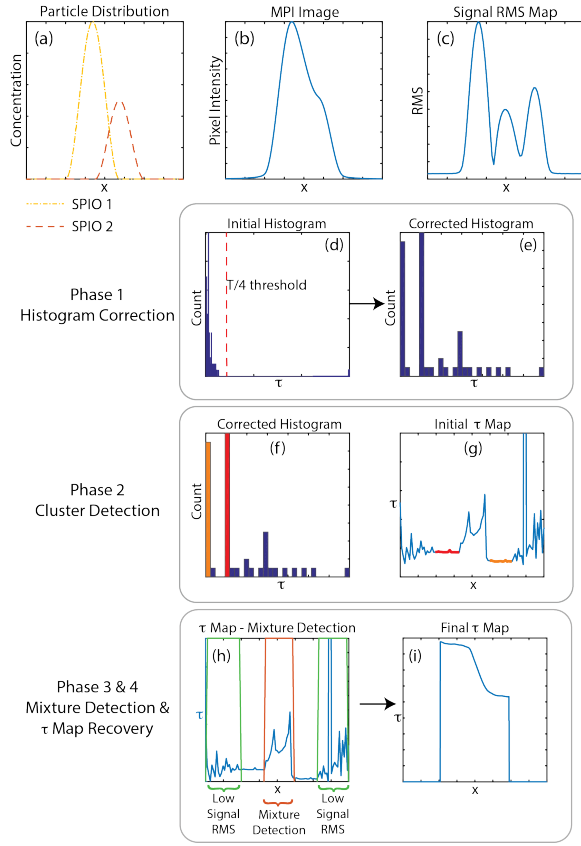 Particle Distribution
MPI Image
Signal RMS Map
(a)
(b)
(c)
Concentration
Pixel Intensity
RMS
x
x
x
SPIO 1
SPIO 2
Phase 1
Histogram Correction
Initial Histogram
Corrected Histogram
(d)
(e)
T/4 threshold
Count
Count
τ
τ
Phase 2
Cluster Detection
Corrected Histogram
Initial τ Map
(f)
(g)
Count
τ
τ
x
Phase 3 & 4
Mixture Detection &
τ Map Recovery
τ Map - Mixture Detection
Final τ Map
(h)
(i)
τ
τ
x
x
Low
Signal
RMS
Mixture
Detection
Low
Signal
RMS